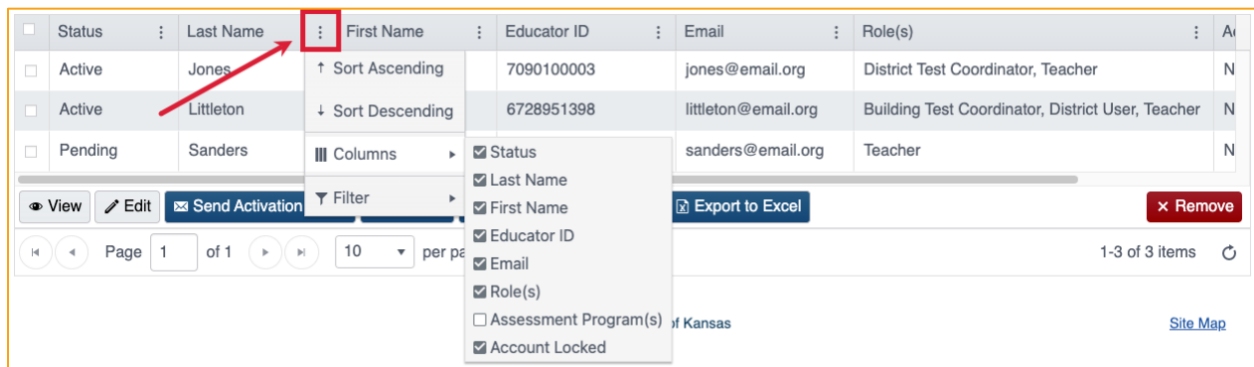 Status Last Name First Name Educator ID Email Role(s)
Active Jones 7090100003 jones@email.org District Test Coordinator, Teacher N
Active Littleton 6728951398 littleton@email.org Building Test Coordinator, District User, Teacher N
Pending Sanders sanders@email.org Teacher N
Sort Ascending
Sort Descending
Columns
Filter
Status
Last Name
First Name
Educator ID
Email
Role(s)
Assessment Program(s)
Account Locked
View Edit Send Activation Export to Excel Remove
Page 1 of 1 10 per 1-3 of 3 items
of Kansas Site Map